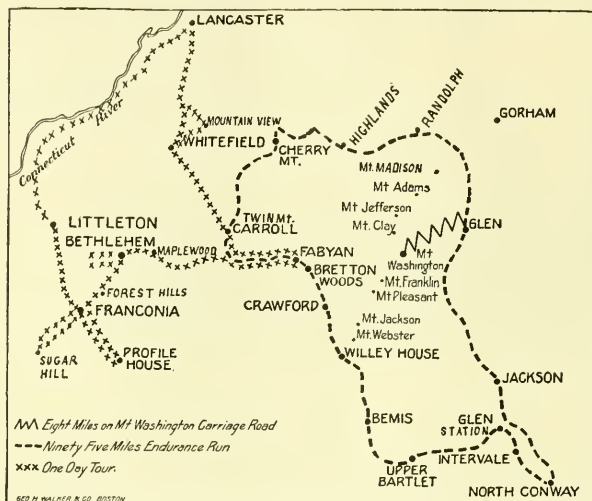 LANCASTER
Connecticut River
MOUNTAIN VIEW
WHITEFIELD
CHERRY
MT.
HIGHLANDS
RANDOLPH
GORHAM
Mt. MADISON
Mt Adams
Mt Jefferson
Mt. Clay
GLEN
TWIN Mt.
CARROLL
LITTLETON
BETHLEHEM
MAPLEWOOD
FABYAN
BRETTON
WOODS
Mt
Washington
Mt. Franklin
Mt Pleasant
FOREST HILLS
FRANCONIA
CRAWFORD
Mt. Jackson
Mt. Webster
SUGAR
HILL
PROFILE
HOUSE.
WILLEY HOUSE
JACKSON
BEMIS
GLEN
STATION
UPPER
BARTLET
INTERVALE
NORTH CONWAY
Eight Miles on Mt Washington Carriage Road
Ninety Five Miles Endurance Run
One Day Tour.
GEO H WALKER & CO BOSTON